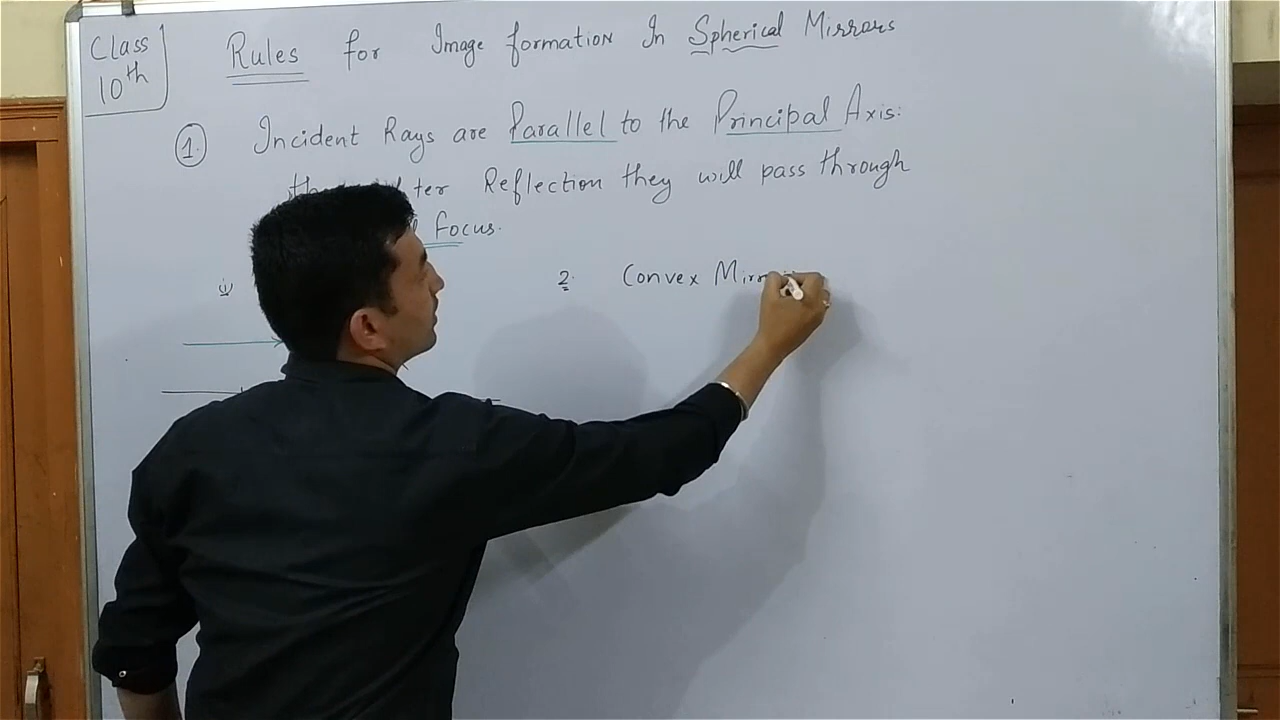 Class
10th
Rules for Image formation In Spherical Mirrors
1. Incident Rays are Parallel to the Principal Axis:
Reflection they will pass through
Focus.
i)
2. Convex